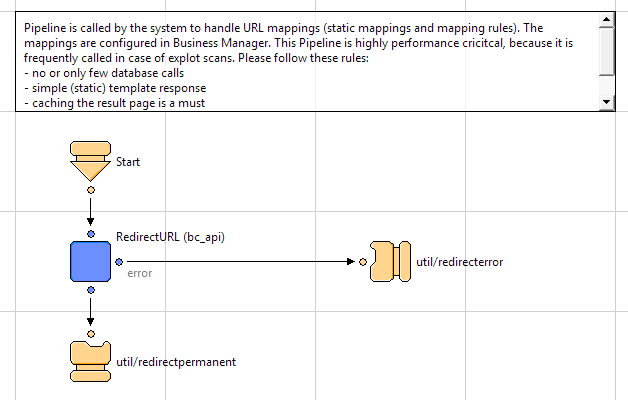 Pipeline is called by the system to handle URL mappings (static mappings and mapping rules). The
mappings are configured in Business Manager. This Pipeline is highly performance cricitcal, because it is
frequently called in case of explot scans. Please follow these rules:
- no or only few database calls
- simple (static) template response
- caching the result page is a must
Start
RedirectURL (bc_api)
error
util/redirecterror
util/redirectpermanent